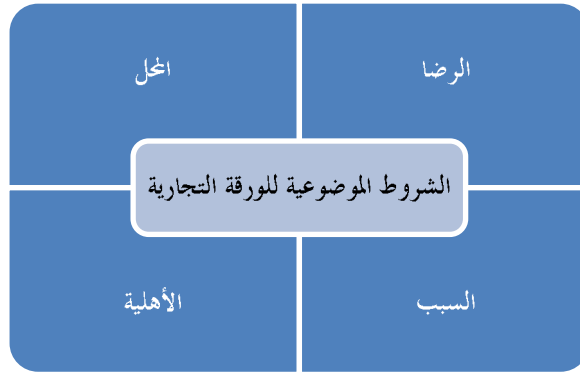 الرضا
المحل
الشروط الموضوعية للورقة التجارية
السبب
الأهلية